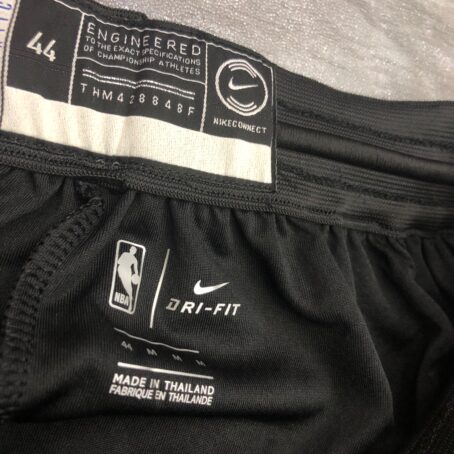 44
ENGINEERED
TO THE EXACT SPECIFICATIONS
OF CHAMPIONSHIP ATHLETES
THM428848F
NIKECONNECT
NBA
DRI-FIT
44 M M M
MADE IN THAILAND
FABRIQUE EN THAILANDE